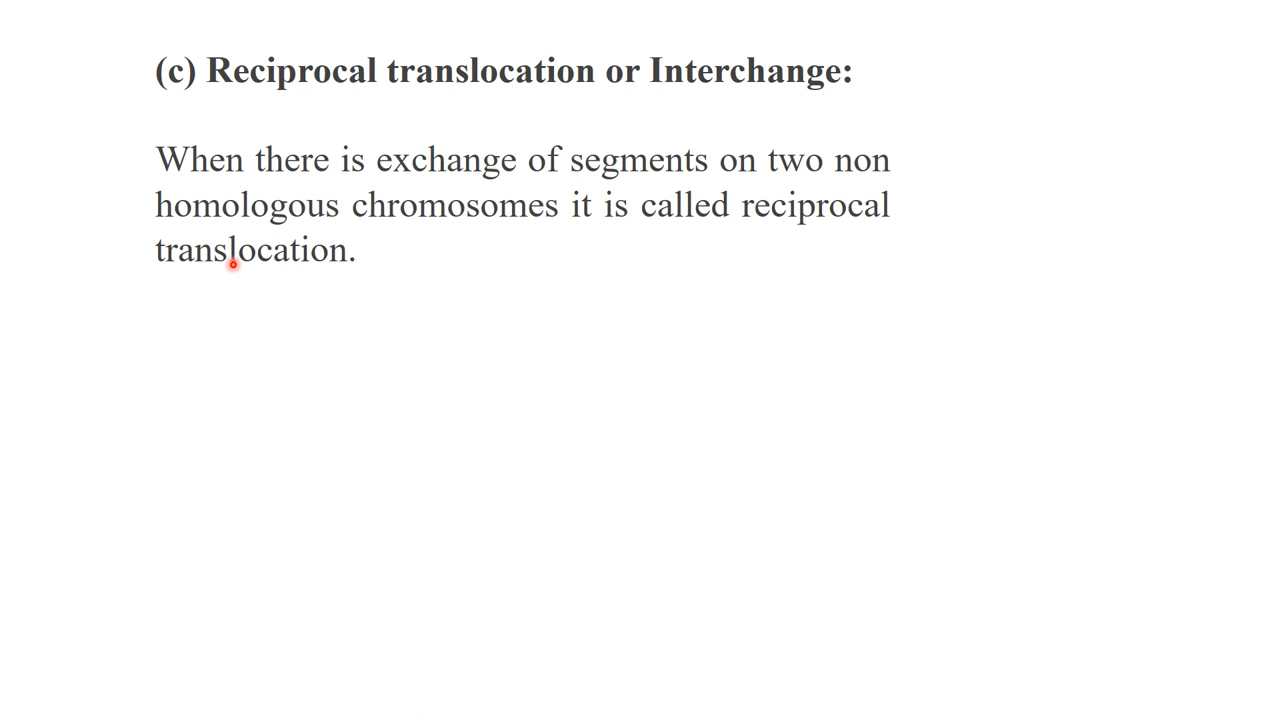 (c) Reciprocal translocation or Interchange:
When there is exchange of segments on two non
homologous chromosomes it is called reciprocal
translocation.